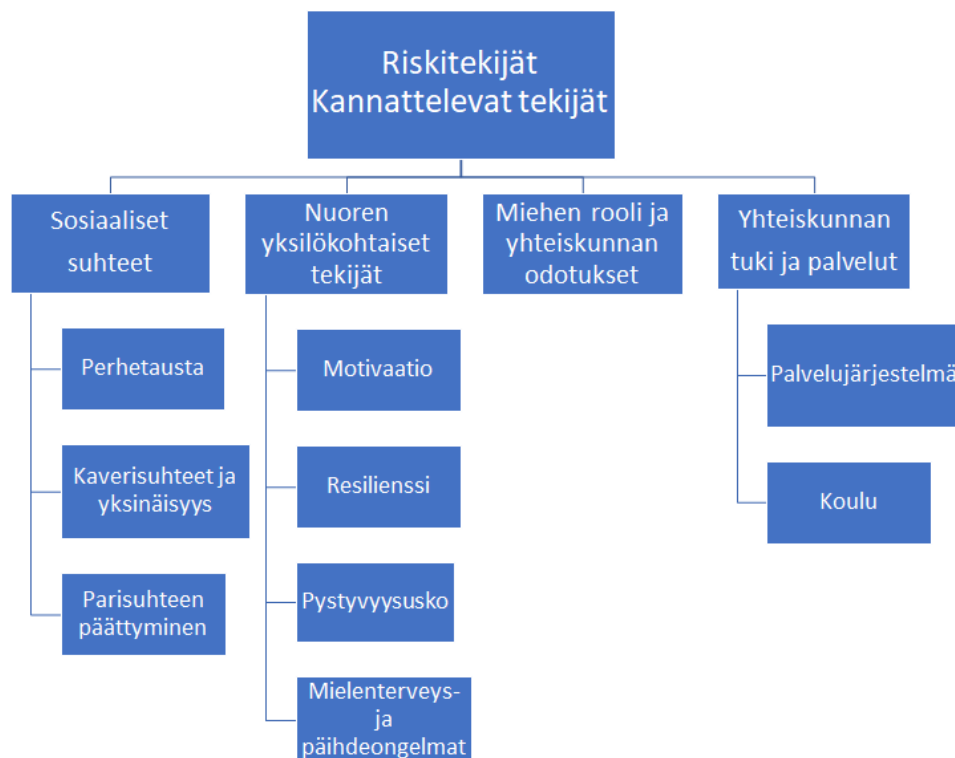 Riskitekijät
Kannattelevat tekijät
Sosiaaliset
suhteet
Perhetausta
Kaverisuhteet ja
yksinäisyys
Parisuhteen
päättyminen
Nuoren
yksilökohtaiset
tekijät
Motivaatio
Resilienssi
Pystyvyysusko
Mielenterveys-
ja
päihdeongelmat
Miehen rooli ja
yhteiskunnan
odotukset
Yhteiskunnan
tuki ja palvelut
Palvelujärjestelmä
Koulu